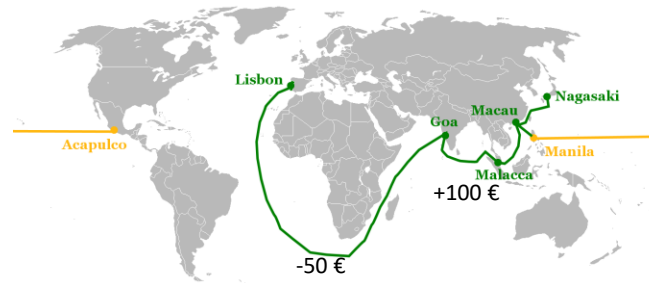 Lisbon
Nagasaki
Macau
Goa
Acapulco
Manila
Malacca
+100 €
-50 €